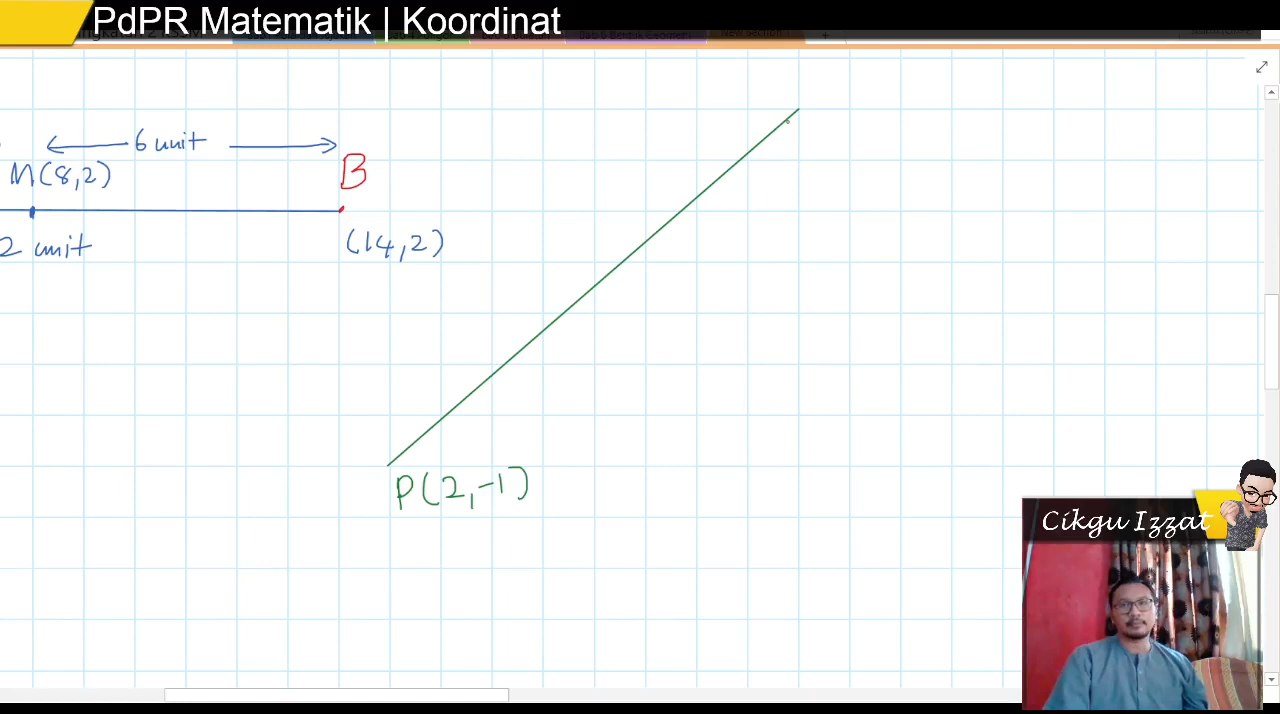 PdPR Matematik | Koordinat
6 unit
M(8,2)
B
2 unit
(14,2)
P(2,-1)
Cikgu Izzat